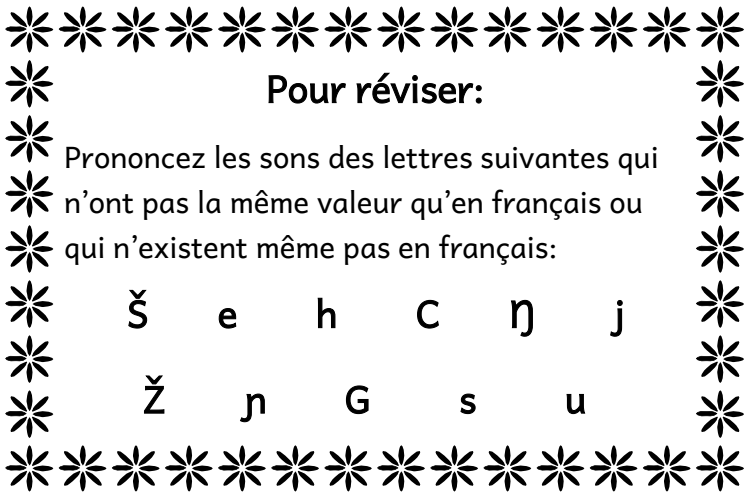 Pour réviser:
Prononcez les sons des lettres suivantes qui
n’ont pas la même valeur qu’en français ou
qui n’existent même pas en français:
Š e h C Ŋ j
Ž ɲ G s u